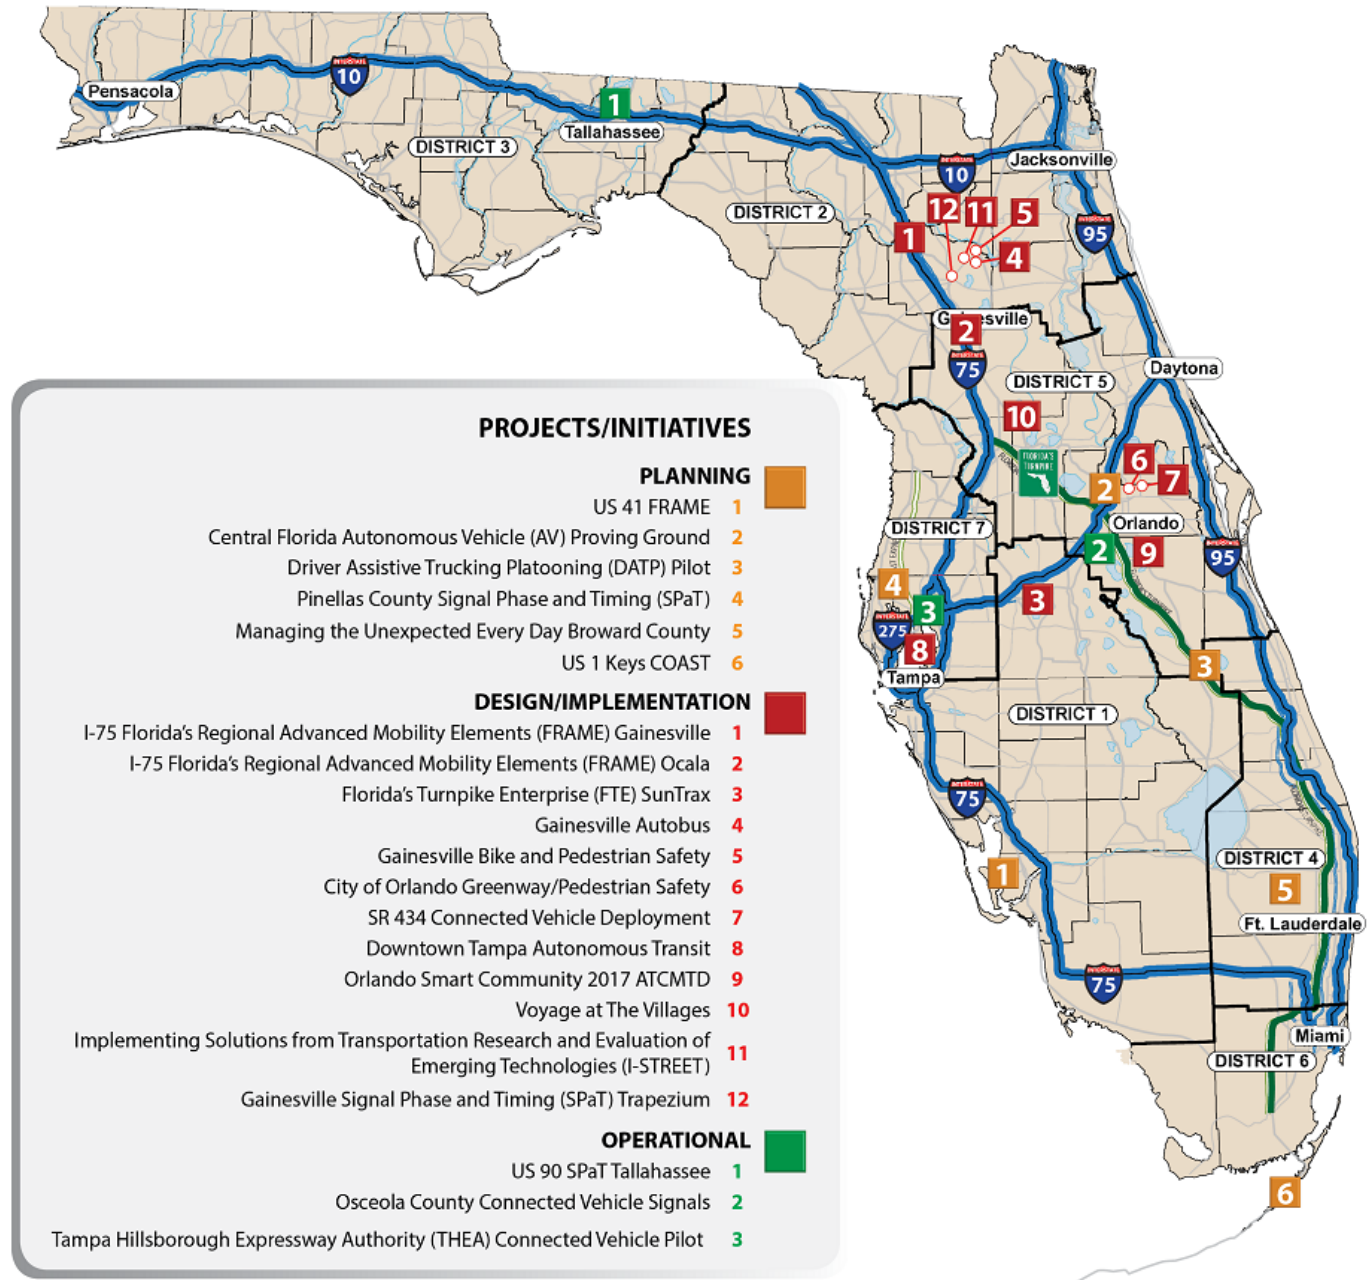 Pensacola
INTERSTATE
10
1
Tallahassee
DISTRICT 3
Jacksonville
INTERSTATE
10
DISTRICT 2
12
11
5
1
4
INTERSTATE
95
2
INTERSTATE
75
Daytona
DISTRICT 5
10
FLORIDA'S
TURNPIKE
6
7
2
Orlando
DISTRICT 7
2
9
INTERSTATE
95
4
3
3
INTERSTATE
275
8
Tampa
3
DISTRICT 1
INTERSTATE
75
1
DISTRICT 4
5
Ft. Lauderdale
INTERSTATE
75
Miami
DISTRICT 6
6
PROJECTS/INITIATIVES
PLANNING
US 41 FRAME 1
Central Florida Autonomous Vehicle (AV) Proving Ground 2
Driver Assistive Trucking Platooning (DATP) Pilot 3
Pinellas County Signal Phase and Timing (SPaT) 4
Managing the Unexpected Every Day Broward County 5
US 1 Keys COAST 6
DESIGN/IMPLEMENTATION
I-75 Florida's Regional Advanced Mobility Elements (FRAME) Gainesville 1
I-75 Florida's Regional Advanced Mobility Elements (FRAME) Ocala 2
Florida's Turnpike Enterprise (FTE) SunTrax 3
Gainesville Autobus 4
Gainesville Bike and Pedestrian Safety 5
City of Orlando Greenway/Pedestrian Safety 6
SR 434 Connected Vehicle Deployment 7
Downtown Tampa Autonomous Transit 8
Orlando Smart Community 2017 ATCMTD 9
Voyage at The Villages 10
Implementing Solutions from Transportation Research and Evaluation of
Emerging Technologies (I-STREET) 11
Gainesville Signal Phase and Timing (SPaT) Trapezium 12
OPERATIONAL
US 90 SPaT Tallahassee 1
Osceola County Connected Vehicle Signals 2
Tampa Hillsborough Expressway Authority (THEA) Connected Vehicle Pilot 3